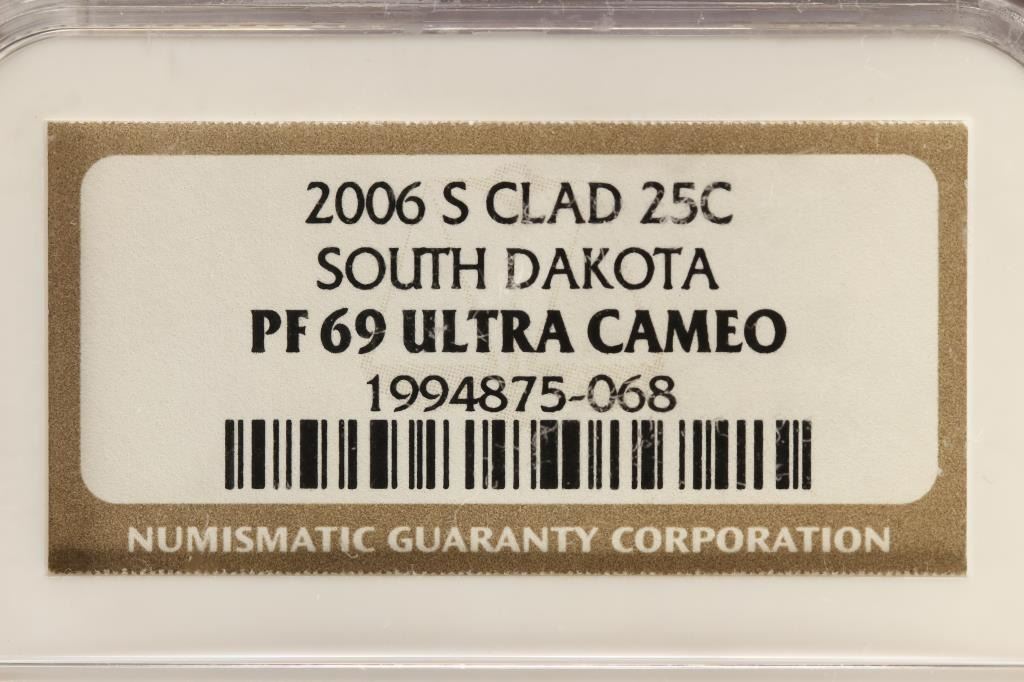 2006 S CLAD 25C
SOUTH DAKOTA
PF 69 ULTRA CAMEO
1994875-068
NUMISMATIC GUARANTY CORPORATION